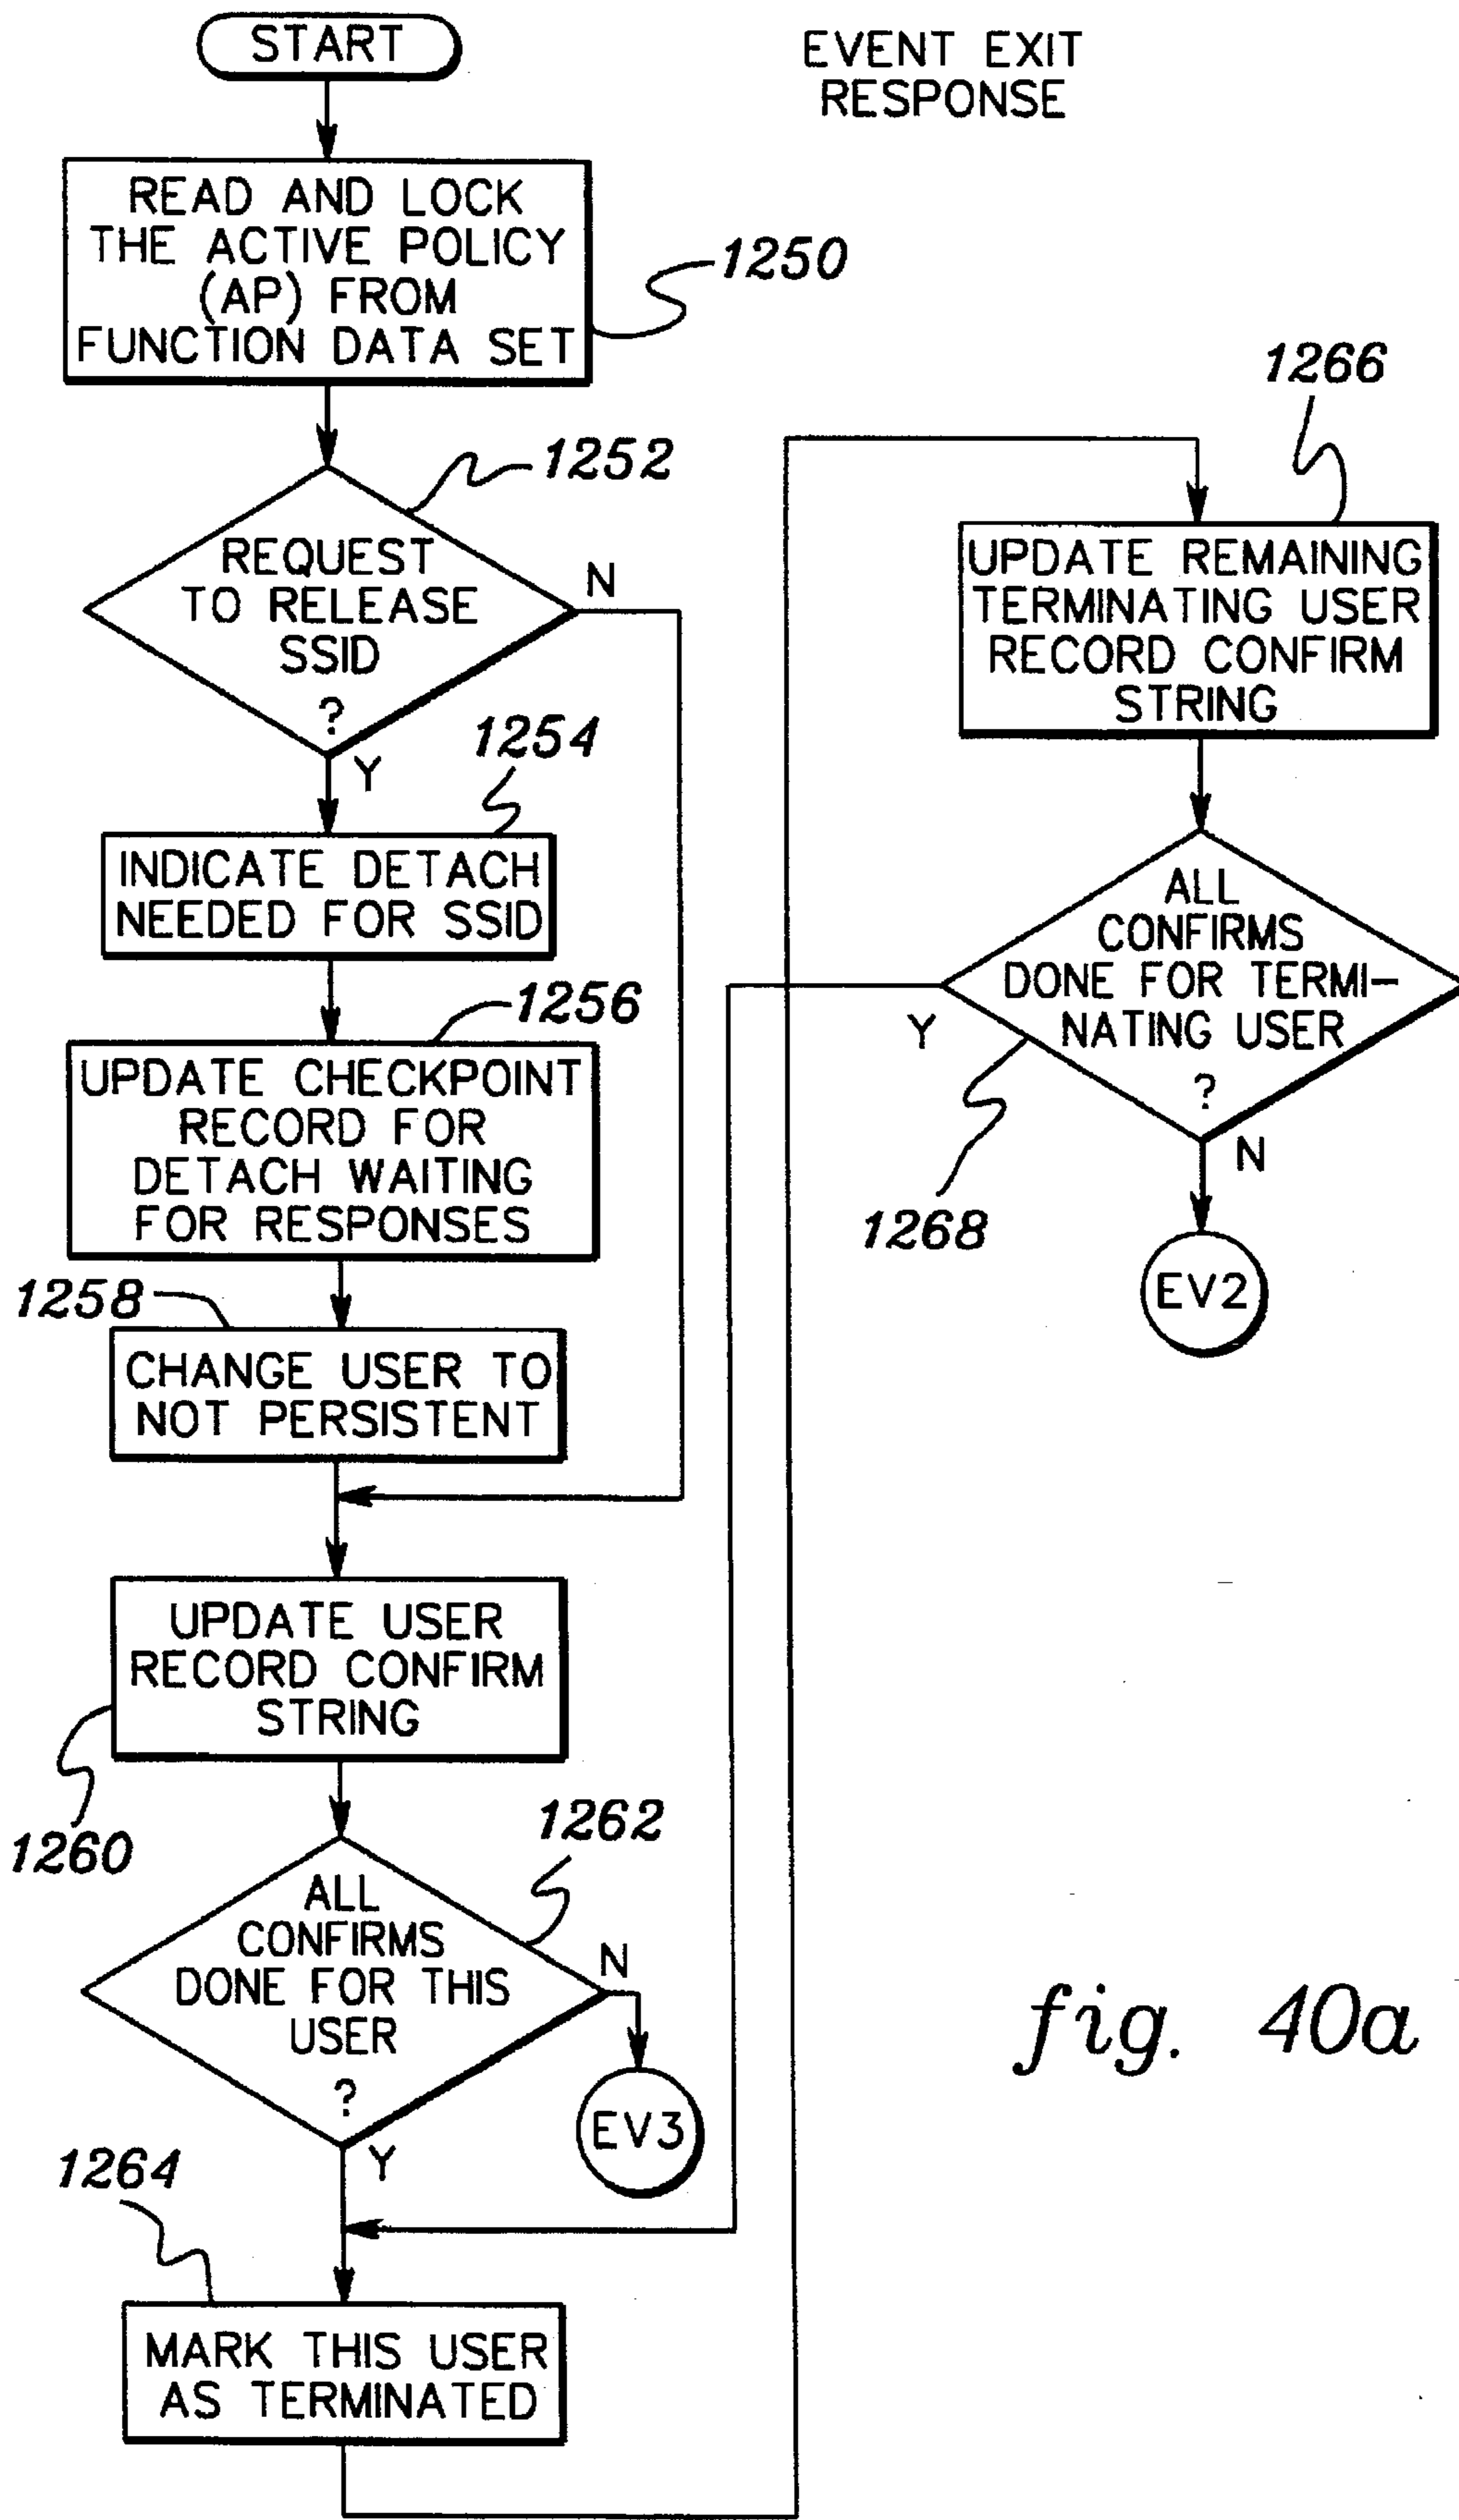 START
EVENT EXIT
RESPONSE
READ AND LOCK
THE ACTIVE POLICY
(AP) FROM
FUNCTION DATA SET
1250
1252
REQUEST
TO RELEASE
SSID
?
N
Y
1254
INDICATE DETACH
NEEDED FOR SSID
1256
UPDATE CHECKPOINT
RECORD FOR
DETACH WAITING
FOR RESPONSES
1258
CHANGE USER TO
NOT PERSISTENT
UPDATE USER
RECORD CONFIRM
STRING
1260
1262
ALL
CONFIRMS
DONE FOR THIS
USER
?
N
EV3
Y
1264
MARK THIS USER
AS TERMINATED
1266
UPDATE REMAINING
TERMINATING USER
RECORD CONFIRM
STRING
ALL
CONFIRMS
DONE FOR TERMI-
NATING USER
?
Y
N
1268
EV2
fig. 40a